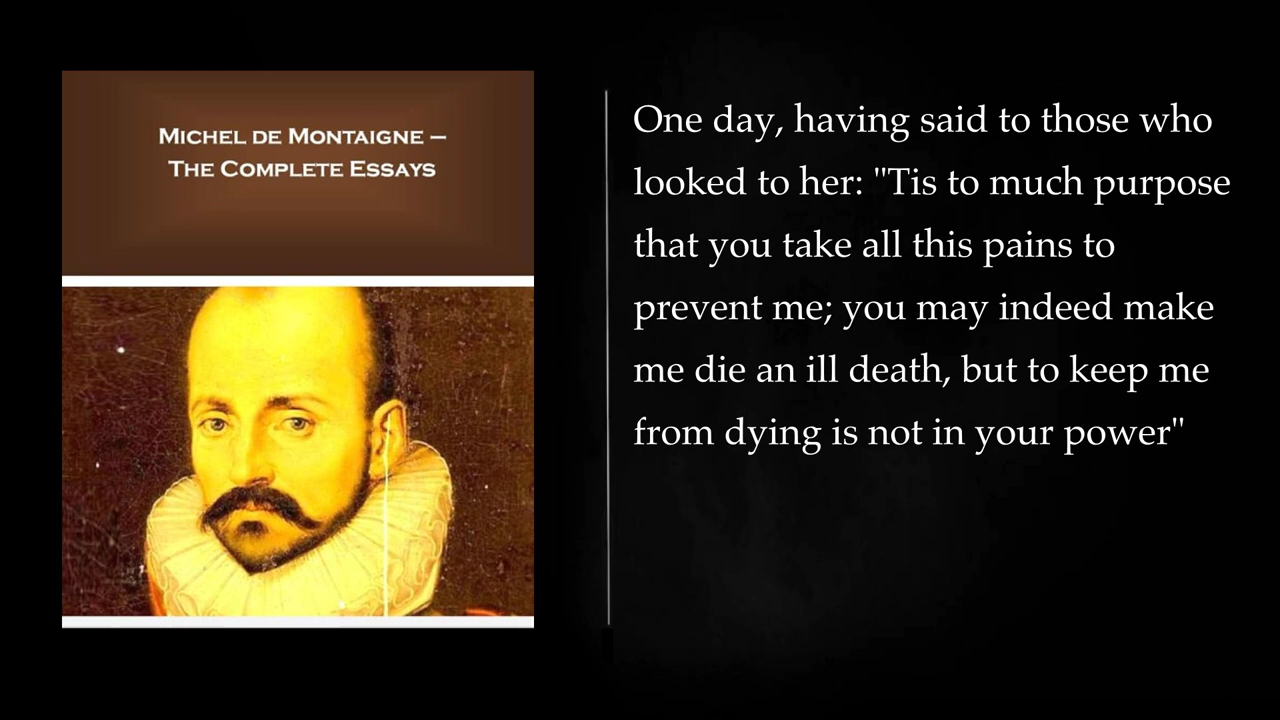 MICHEL DE MONTAIGNE –
THE COMPLETE ESSAYS
One day, having said to those who
looked to her: "Tis to much purpose
that you take all this pains to
prevent me; you may indeed make
me die an ill death, but to keep me
from dying is not in your power"